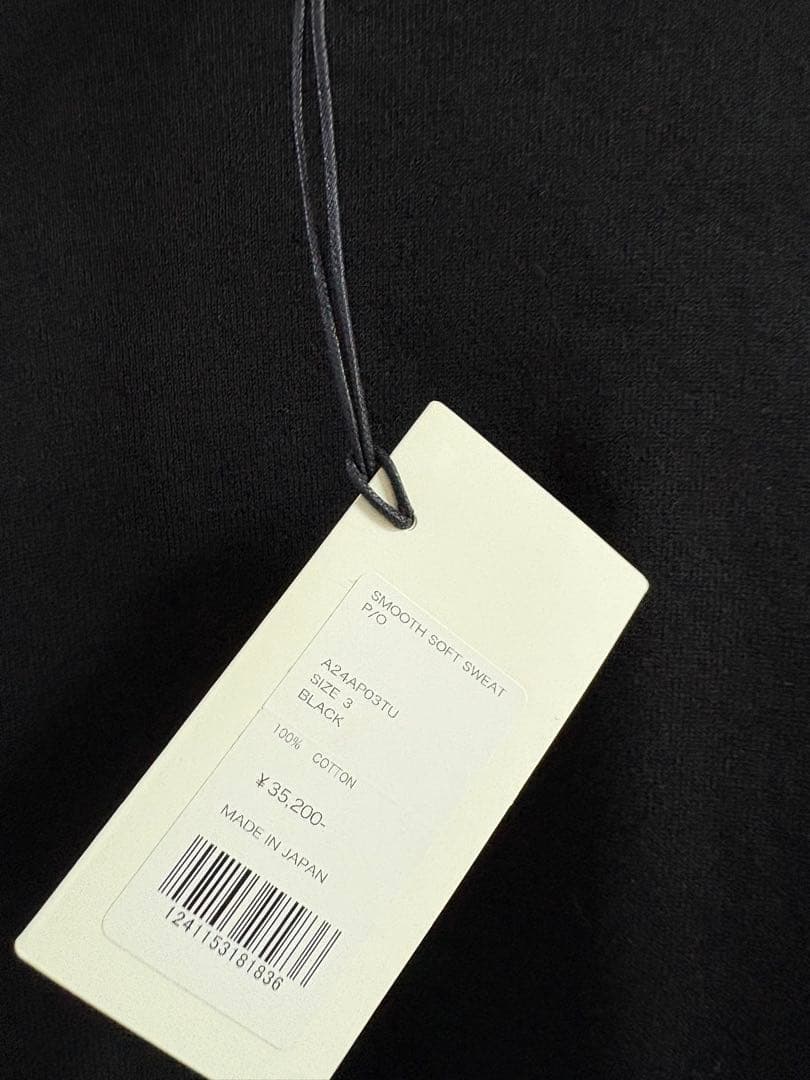 SMOOTH SOFT SWEAT
P/O
A24AP03TU
SIZE 3
BLACK
100% COTTON
¥35,200-
MADE IN JAPAN
1241153181836